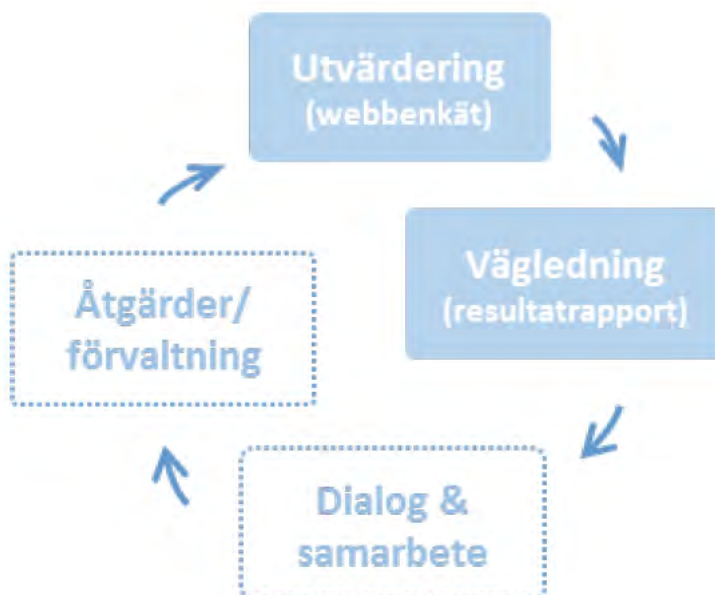 Utvärdering
(webbenkät)
Vägledning
(resultatrapport)
Åtgärder/
förvaltning
Dialog &
samarbete